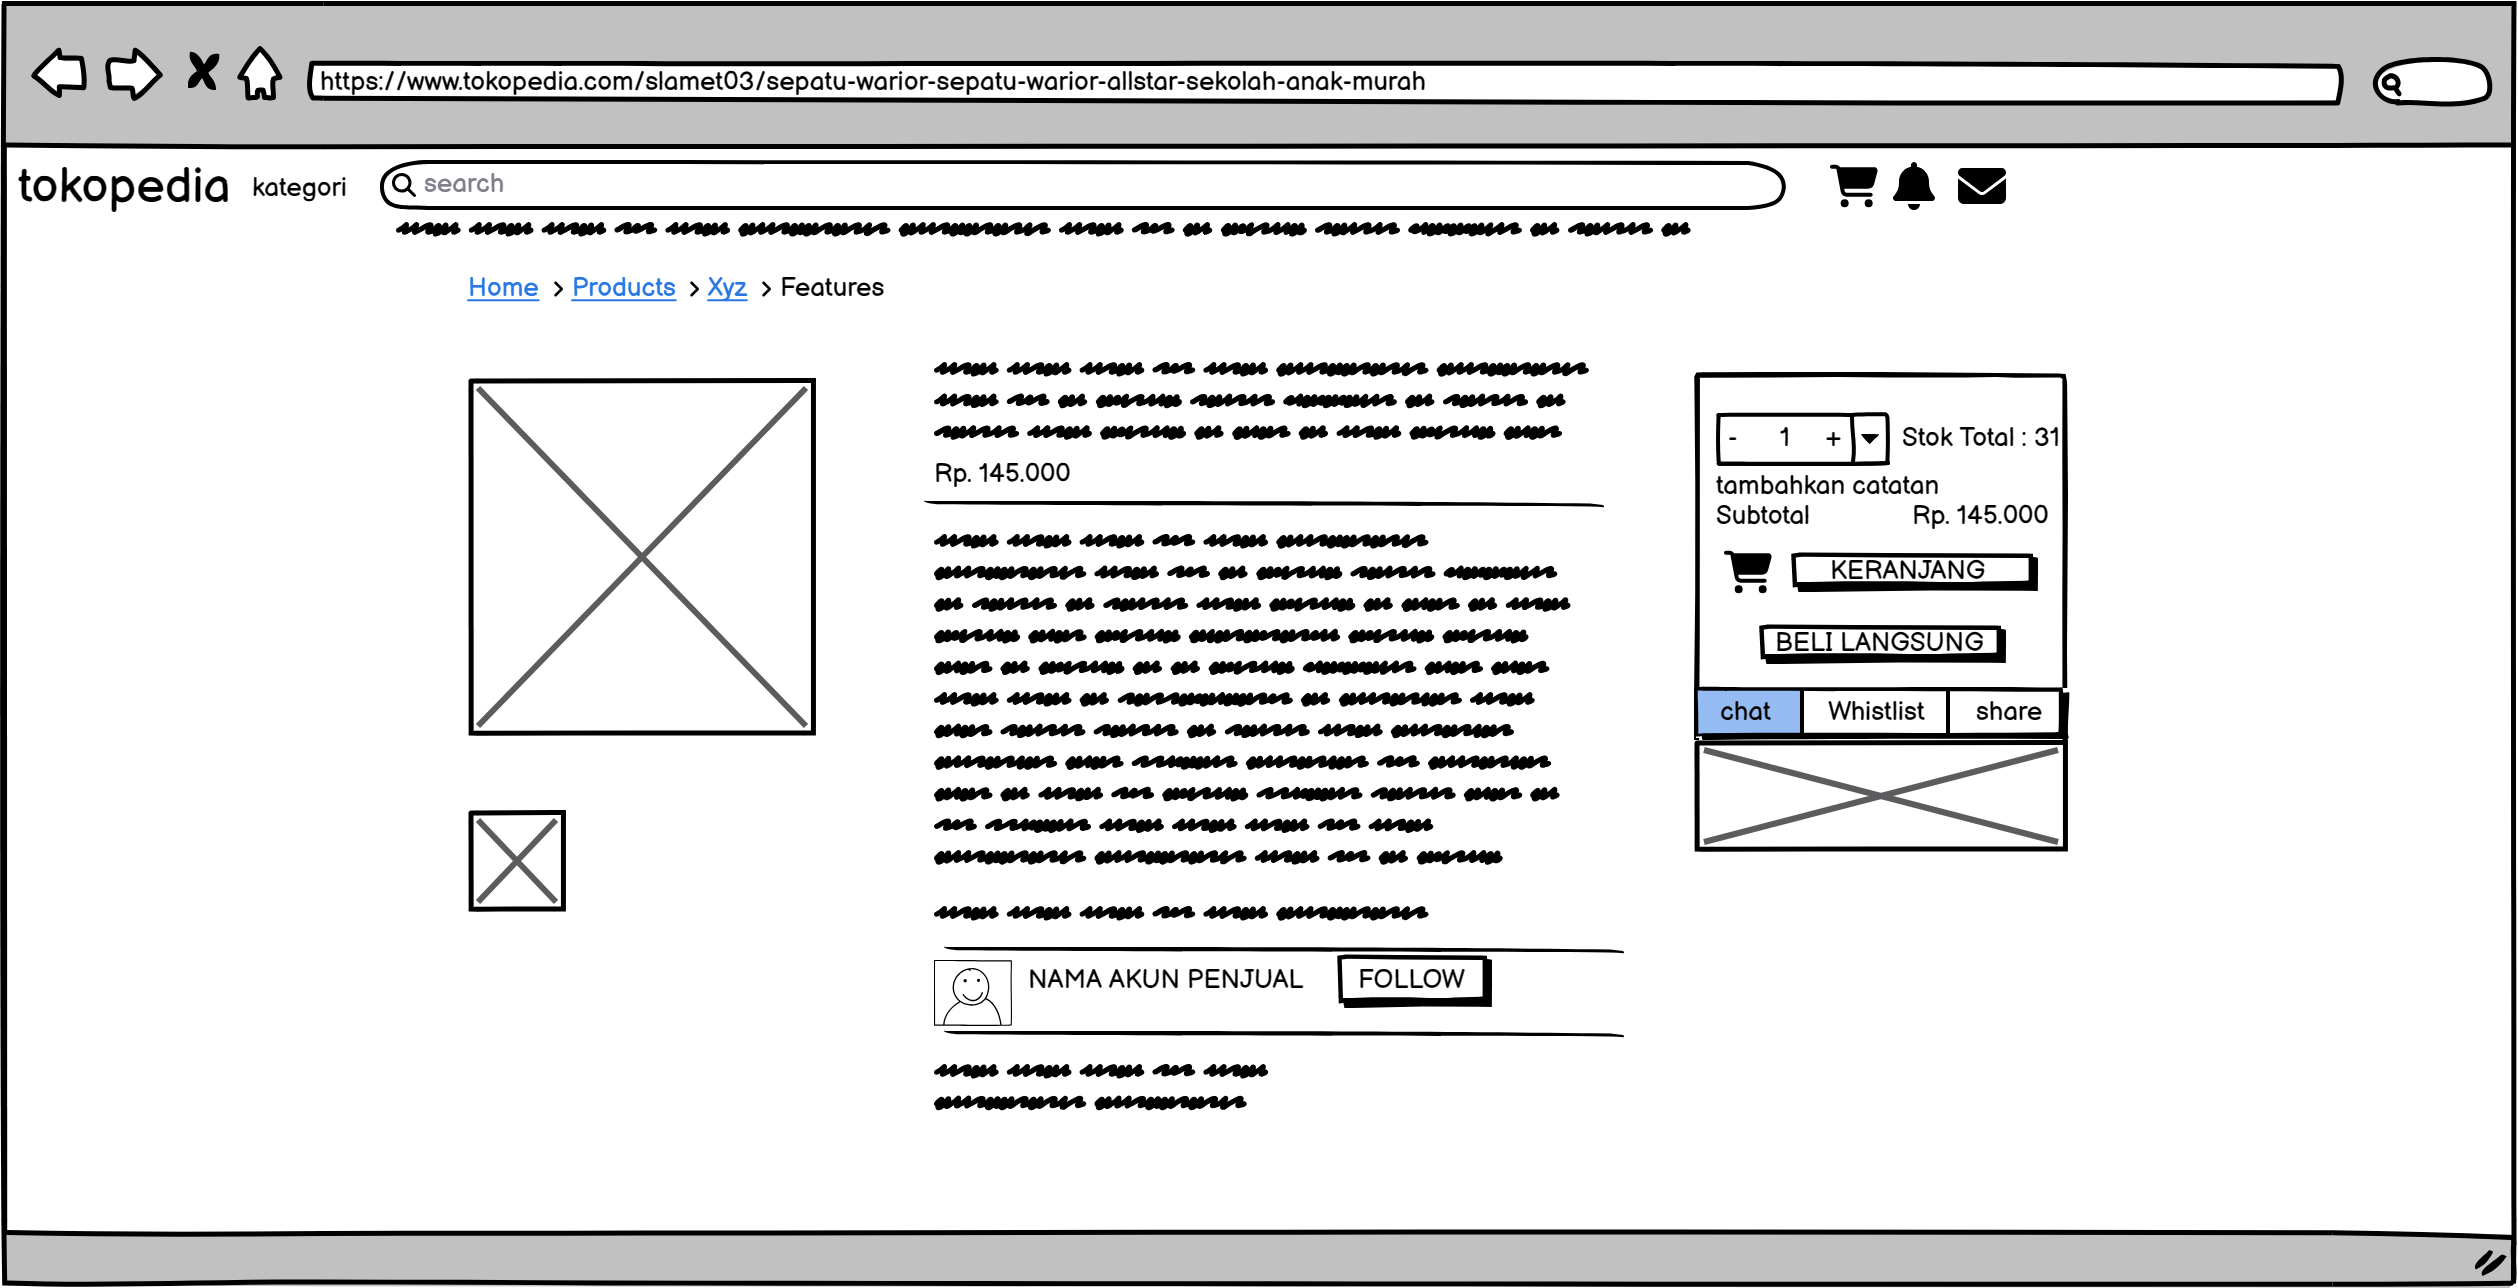 https://www.tokopedia.com/slamet03/sepatu-warior-sepatu-warior-allstar-sekolah-anak-murah
tokopedia kategori search
Home > Products > Xyz > Features
Rp. 145.000
- 1 + Stok Total : 31
tambahkan catatan
Subtotal Rp. 145.000
KERANJANG
BELI LANGSUNG
chat Whistlist share
NAMA AKUN PENJUAL FOLLOW